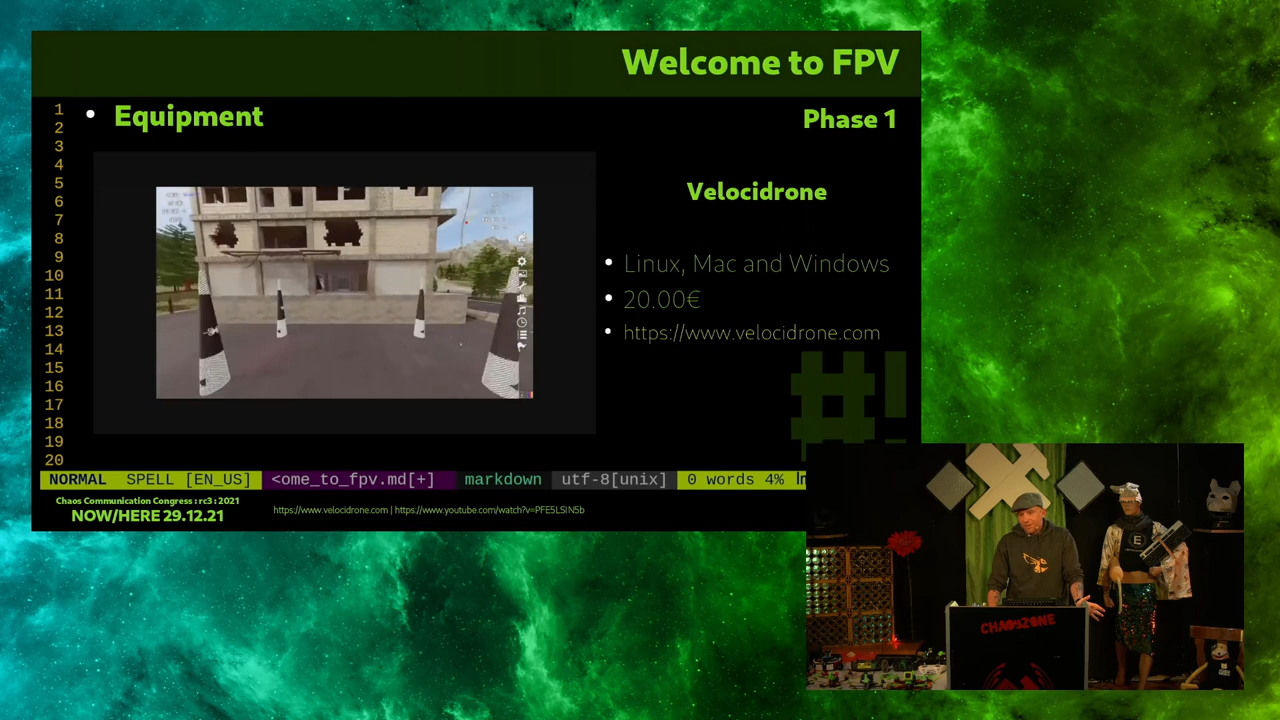 Welcome to FPV
• Equipment
Phase 1
Velocidrone
• Linux, Mac and Windows
• 20.00€
• https://www.velocidrone.com
1
2
3
4
5
6
7
8
9
10
11
12
13
14
15
16
17
18
19
20
#!
NORMAL SPELL [EN_US] <ome_to_fpv.md[+] markdown utf-8[unix] 0 words 4% ln
Chaos Communication Congress : rc3 : 2021
NOW/HERE 29.12.21
https://www.velocidrone.com | https://www.youtube.com/watch?v=PFE5LSIN5b
E
CHAOSZONE